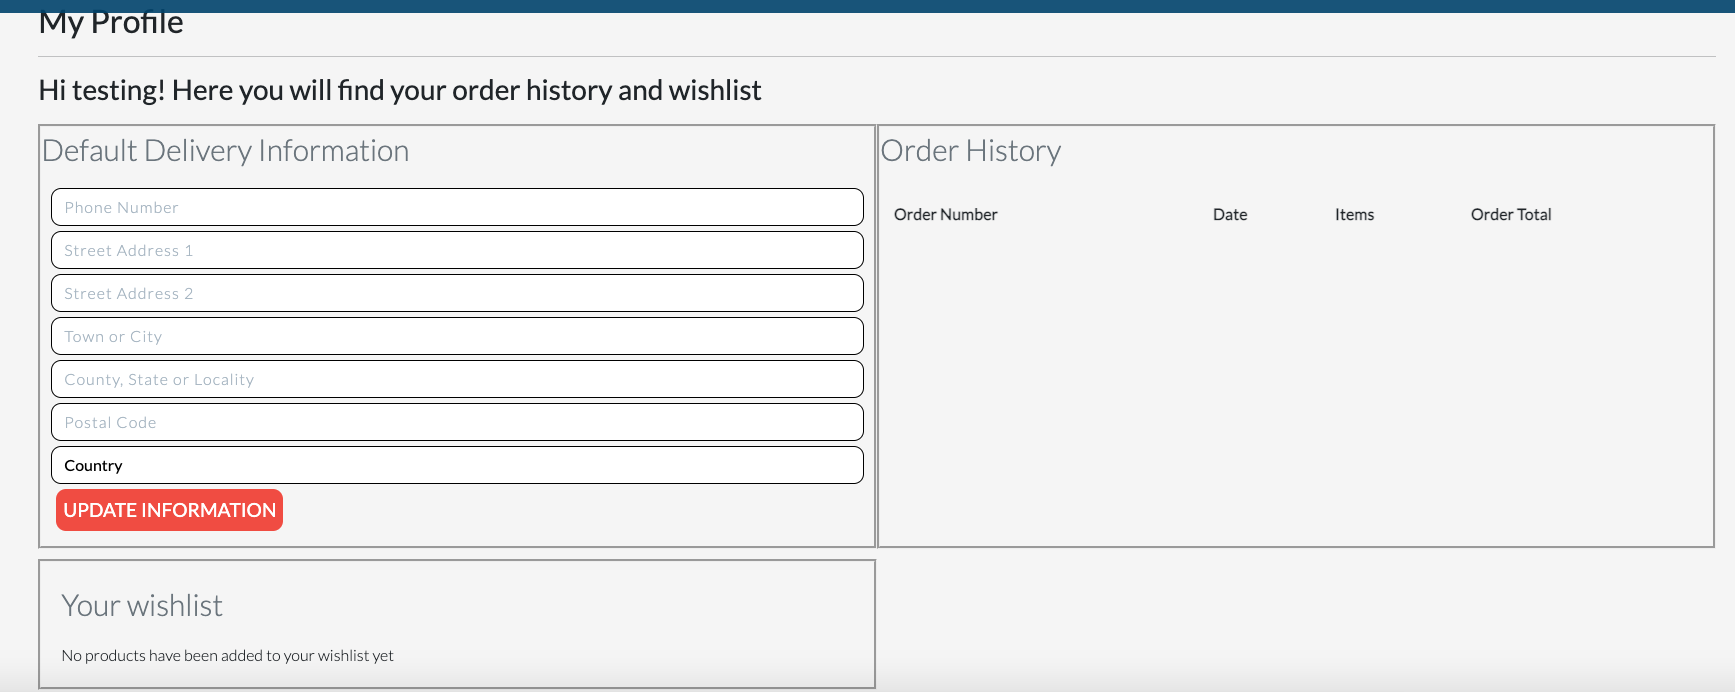 My Profile
Hi testing! Here you will find your order history and wishlist
Default Delivery Information
Phone Number
Street Address 1
Street Address 2
Town or City
County, State or Locality
Postal Code
Country
UPDATE INFORMATION
Order History
Order Number Date Items Order Total
Your wishlist
No products have been added to your wishlist yet